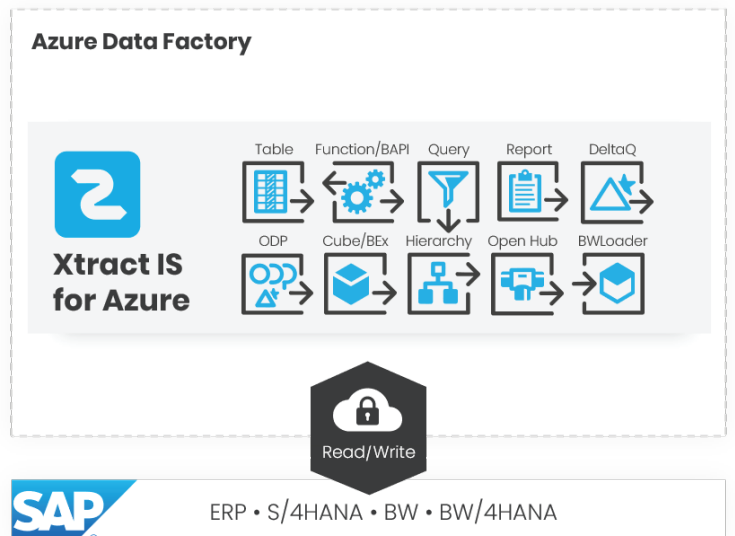 Azure Data Factory
Table Function/BAPI Query Report DeltaQ
ODP Cube/BEx Hierarchy Open Hub BWLoader
ODP
Xtract IS
for Azure
Read/Write
SAP
ERP • S/4HANA • BW • BW/4HANA